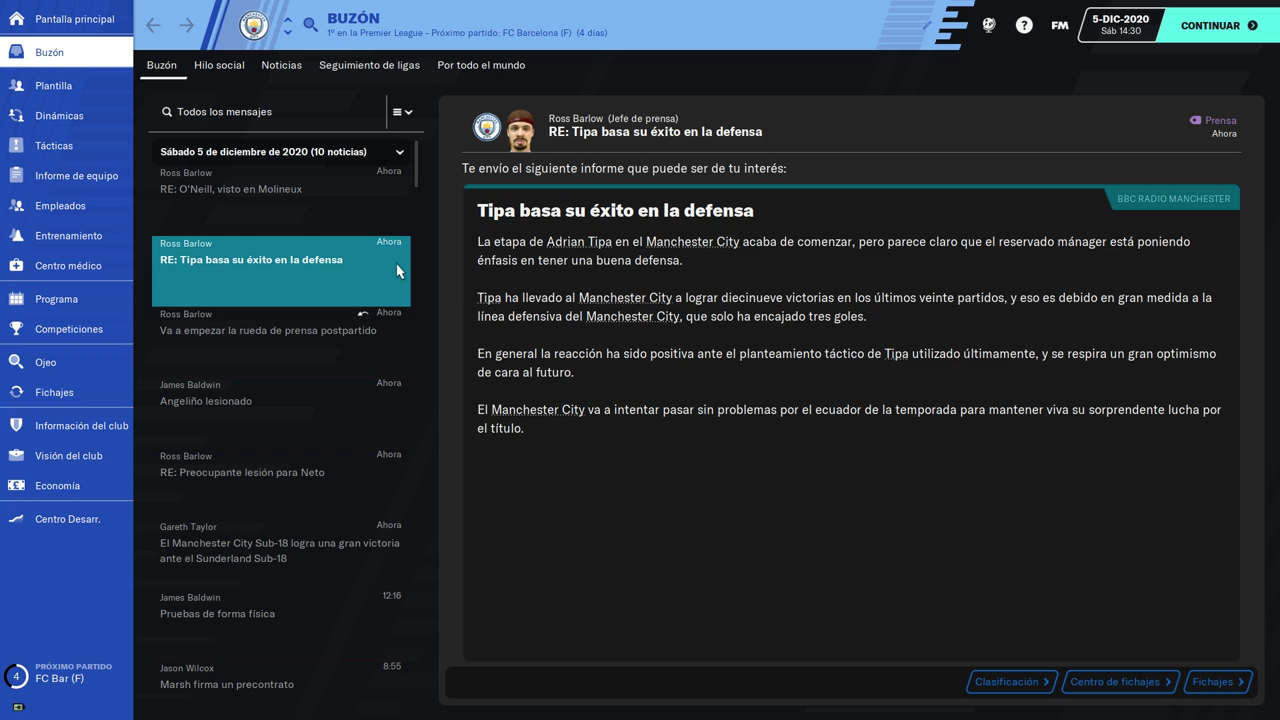 Pantalla principal
Buzón
Plantilla
Dinámicas
Tácticas
Informe de equipo
Empleados
Entrenamiento
Centro médico
Programa
Competiciones
Ojeo
Fichajes
Información del club
Visión del club
Economía
Centro Desarr.
PRÓXIMO PARTIDO
4
FC Bar (F)
BUZÓN
1º en la Premier League - Próximo partido: FC Barcelona (F) (4 días)
FM
5-DIC-2020
Sáb 14:30
CONTINUAR
Buzón Hilo social Noticias Seguimiento de ligas Por todo el mundo
Todos los mensajes
Sábado 5 de diciembre de 2020 (10 noticias)
Ross Barlow Ahora
RE: O'Neill, visto en Molineux
Ross Barlow Ahora
RE: Tipa basa su éxito en la defensa
Ross Barlow Ahora
Va a empezar la rueda de prensa postpartido
James Baldwin Ahora
Angeliño lesionado
Ross Barlow Ahora
RE: Preocupante lesión para Neto
Gareth Taylor Ahora
El Manchester City Sub-18 logra una gran victoria
ante el Sunderland Sub-18
James Baldwin 12:16
Pruebas de forma física
Jason Wilcox 8:55
Marsh firma un precontrato
Ross Barlow (Jefe de prensa)
RE: Tipa basa su éxito en la defensa
Prensa
Ahora
Te envío el siguiente informe que puede ser de tu interés:
BBC RADIO MANCHESTER
Tipa basa su éxito en la defensa
La etapa de Adrian Tipa en el Manchester City acaba de comenzar, pero parece claro que el reservado mánager está poniendo
énfasis en tener una buena defensa.
Tipa ha llevado al Manchester City a lograr diecinueve victorias en los últimos veinte partidos, y eso es debido en gran medida a la
línea defensiva del Manchester City, que solo ha encajado tres goles.
En general la reacción ha sido positiva ante el planteamiento táctico de Tipa utilizado últimamente, y se respira un gran optimismo
de cara al futuro.
El Manchester City va a intentar pasar sin problemas por el ecuador de la temporada para mantener viva su sorprendente lucha por
el título.
Clasificación Centro de fichajes Fichajes